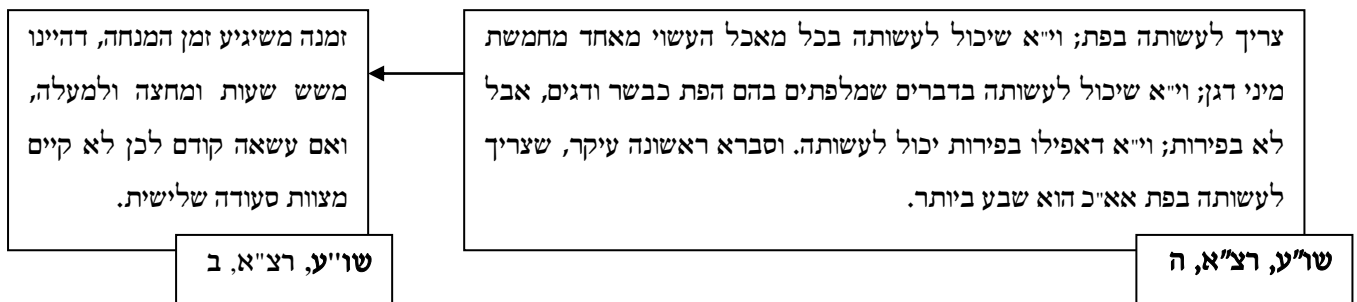 צריך לעשותה בפת; וי״א שיכול לעשותה בכל מאכל העשוי מאחד מחמשת
מיני דגן; וי״א שיכול לעשותה בדברים שמלפתים בהם הפת כבשר ודגים, אבל
לא בפירות; וי״א דאפילו בפירות יכול לעשותה. וסברא ראשונה עיקר, שצריך
לעשותה בפת אא״כ הוא שבע ביותר.
שו״ע, רצ״א, ה
זמנה משיגיע זמן המנחה, דהיינו
משש שעות ומחצה ולמעלה,
ואם עשאה קודם לכן לא קיים
מצוות סעודה שלישית.
שו''ע, רצ"א, ב